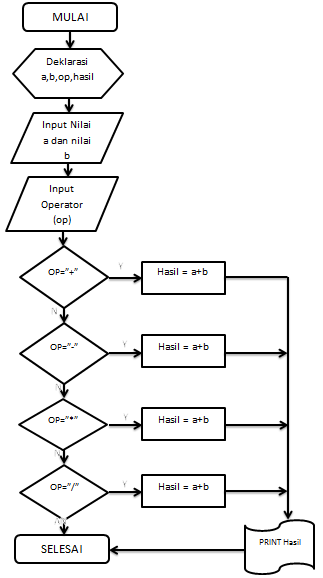 MULAI
Deklarasi
a,b,op,hasil
Input Nilai
a dan nilai
b
Input
Operator
(op)
OP="+"
Y
Hasil = a+b
N
OP="-"
Y
Hasil = a+b
N
OP="*"
Y
Hasil = a+b
N
OP="/"
Y
Hasil = a+b
SELESAI
PRINT Hasil